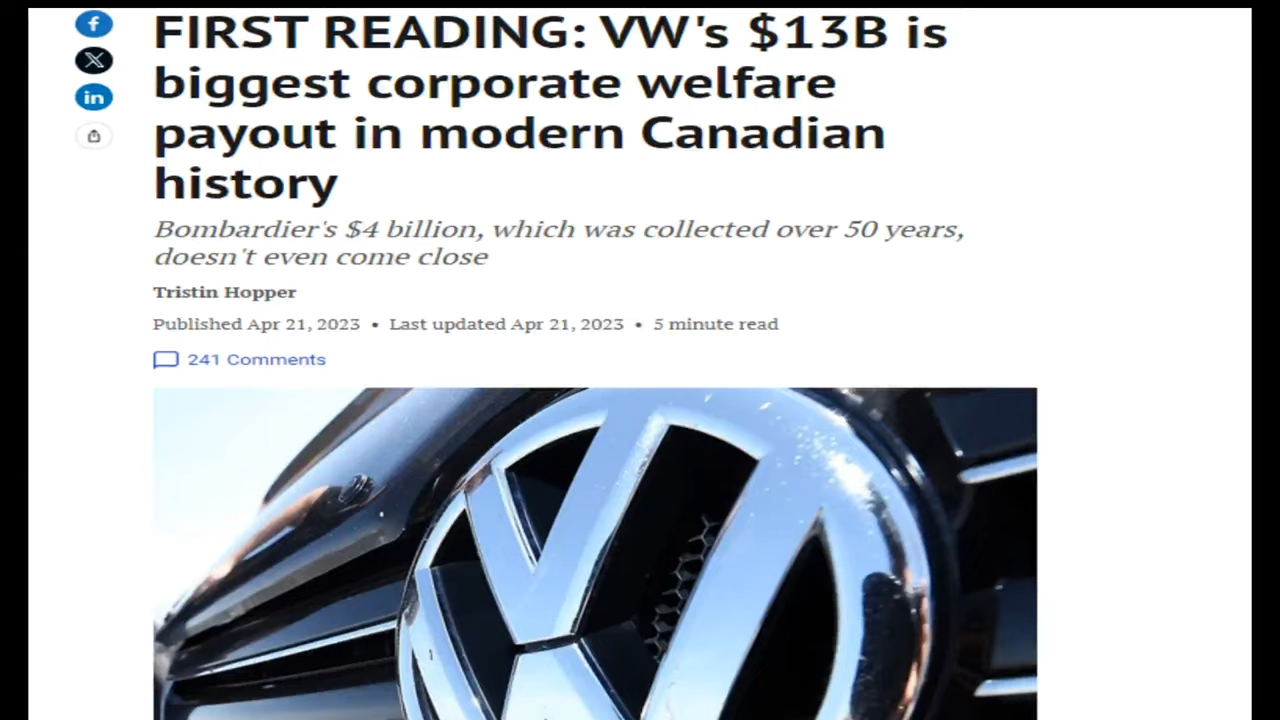 FIRST READING: VW's $13B is
biggest corporate welfare
payout in modern Canadian
history
Bombardier's $4 billion, which was collected over 50 years,
doesn't even come close
Tristin Hopper
Published Apr 21, 2023 • Last updated Apr 21, 2023 • 5 minute read
241 Comments